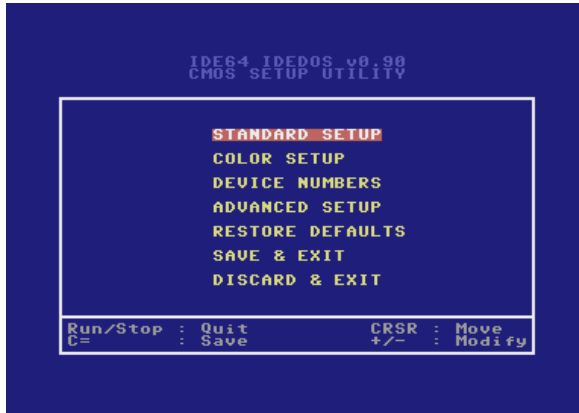 IDE64 IDEDOS v0.90
CMOS SETUP UTILITY
STANDARD SETUP
COLOR SETUP
DEVICE NUMBERS
ADVANCED SETUP
RESTORE DEFAULTS
SAVE & EXIT
DISCARD & EXIT
Run/Stop : Quit CRSR : Move
C= : Save +/- : Modify